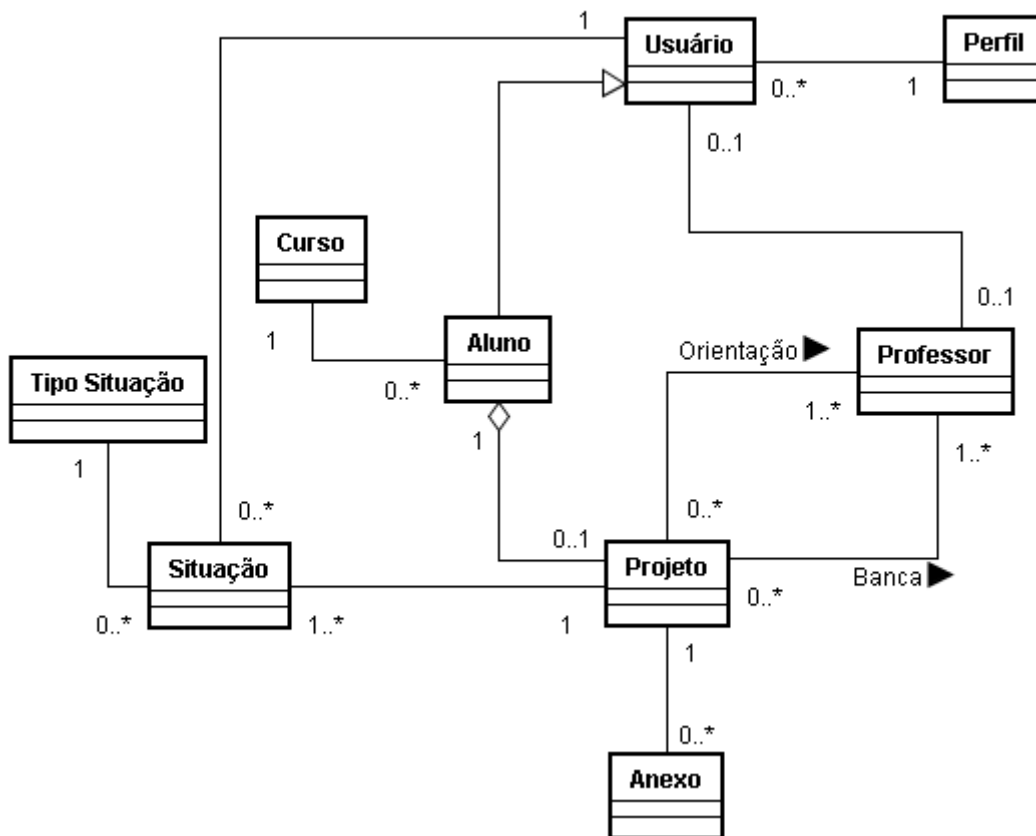 1
Usuário
Perfil
0..*
1
0..1
Curso
1
Aluno
0..*
1
0..1
Orientação
Professor
1..*
1..*
Tipo Situação
1
0..*
0..*
0..1
Situação
Projeto
0..*
1..*
1
0..*
Banca
1
0..*
Anexo